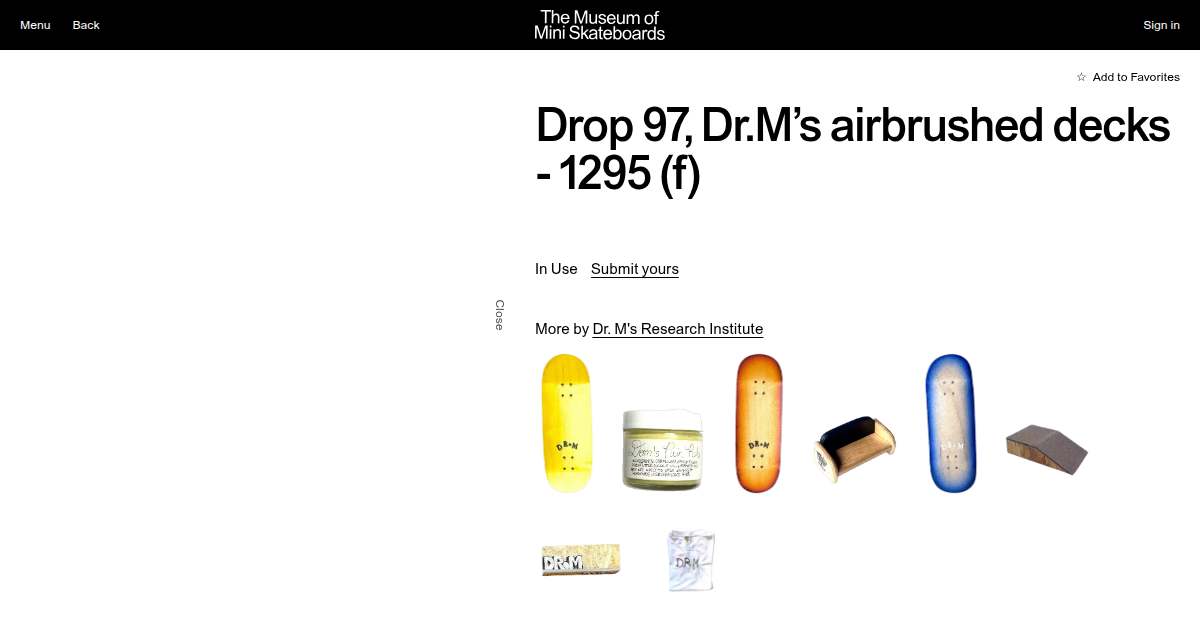 Menu
Back
The Museum of
Mini Skateboards
Sign in
☆ Add to Favorites
Drop 97, Dr.M’s airbrushed decks
- 1295 (f)
In Use
Submit yours
Close
More by Dr. M's Research Institute
DR•M
DR•M
DR•M
DR.M
DR.M